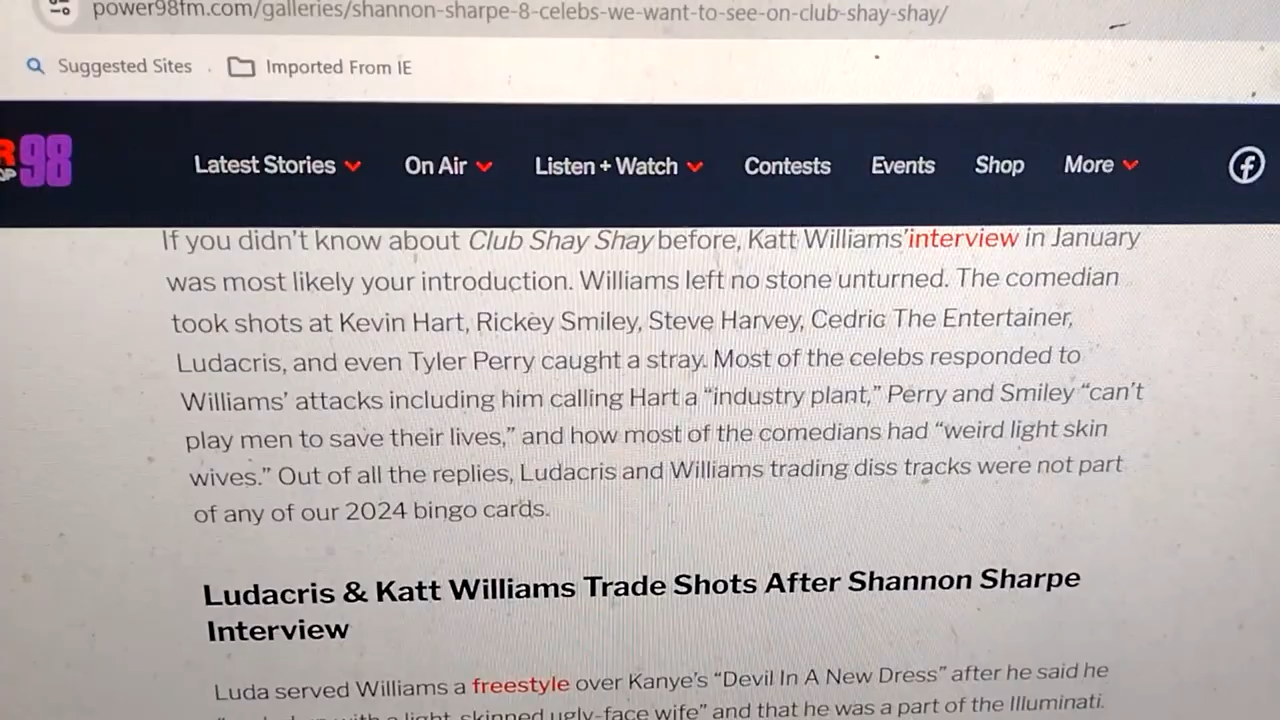 power98fm.com/galleries/shannon-sharpe-8-celebs-we-want-to-see-on-club-shay-shay/
Suggested Sites
Imported From IE
R 98
OP
Latest Stories On Air Listen + Watch Contests Events Shop More
If you didn't know about Club Shay Shay before, Katt Williams' interview in January
was most likely your introduction. Williams left no stone unturned. The comedian
took shots at Kevin Hart, Rickey Smiley, Steve Harvey, Cedric The Entertainer,
Ludacris, and even Tyler Perry caught a stray. Most of the celebs responded to
Williams' attacks including him calling Hart a “industry plant,” Perry and Smiley “can't
play men to save their lives,” and how most of the comedians had “weird light skin
wives.” Out of all the replies, Ludacris and Williams trading diss tracks were not part
of any of our 2024 bingo cards.
Ludacris & Katt Williams Trade Shots After Shannon Sharpe
Interview
Luda served Williams a freestyle over Kanye's “Devil In A New Dress” after he said he
with a light-skinned ugly-face wife” and that he was a part of the Illuminati.